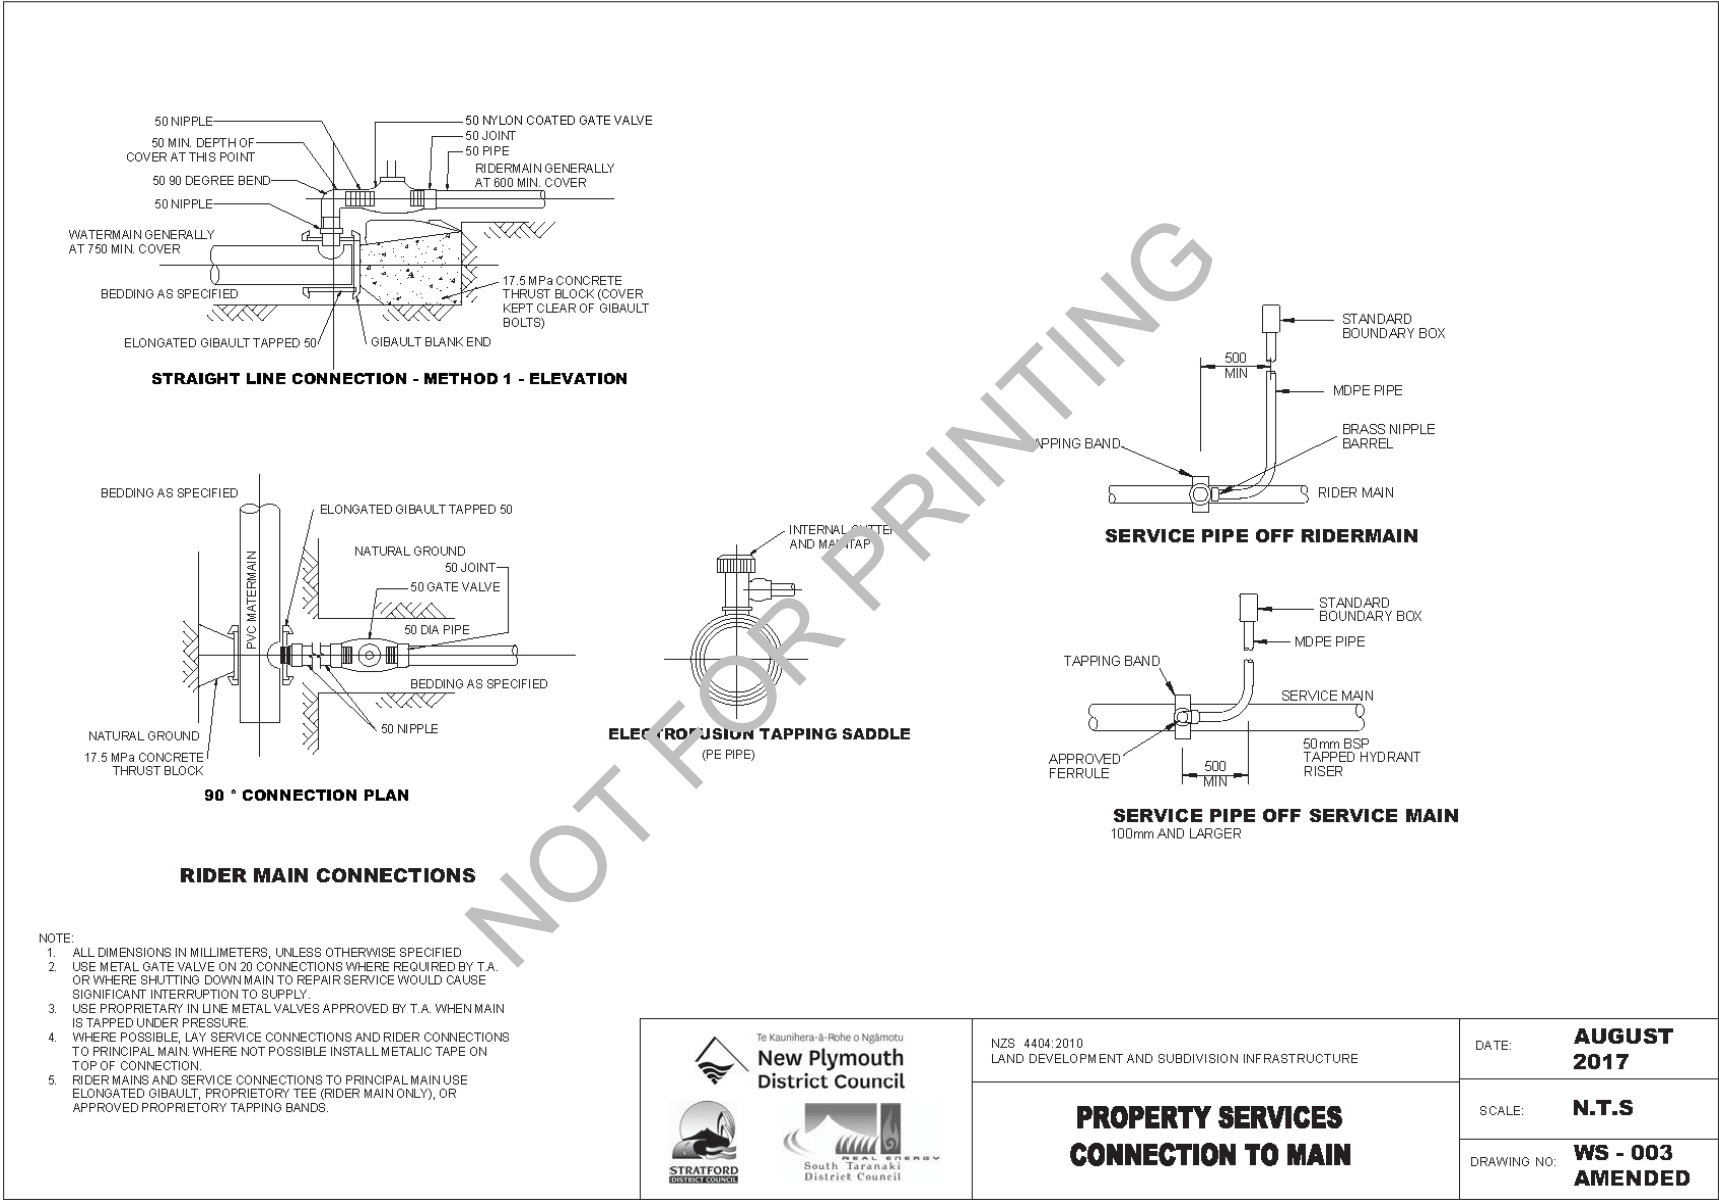 50 NIPPLE
50 MIN. DEPTH OF
COVER AT THIS POINT
50 90 DEGREE BEND
50 NIPPLE
WATERMAIN GENERALLY
AT 750 MIN. COVER
BEDDING AS SPECIFIED
ELONGATED GIBAULT TAPPED 50
50 NYLON COATED GATE VALVE
50 JOINT
50 PIPE
RIDERMAIN GENERALLY
AT 600 MIN. COVER
17.5 MPa CONCRETE
THRUST BLOCK (COVER
KEPT CLEAR OF GIBAULT
BOLTS)
GIBAULT BLANK END
STRAIGHT LINE CONNECTION - METHOD 1 - ELEVATION
BEDDING AS SPECIFIED
ELONGATED GIBAULT TAPPED 50
NATURAL GROUND
50 JOINT
50 GATE VALVE
PVC MATERMAIN
50 DIA PIPE
BEDDING AS SPECIFIED
50 NIPPLE
NATURAL GROUND
17.5 MPa CONCRETE
THRUST BLOCK
90 ° CONNECTION PLAN
RIDER MAIN CONNECTIONS
INTERNAL CUTTER
AND MAINTAP
ELECTROFUSION TAPPING SADDLE
(PE PIPE)
STANDARD
BOUNDARY BOX
500
MIN
MDPE PIPE
BRASS NIPPLE
BARREL
APPING BAND
RIDER MAIN
SERVICE PIPE OFF RIDERMAIN
STANDARD
BOUNDARY BOX
MDPE PIPE
TAPPING BAND
SERVICE MAIN
APPROVED
FERRULE
500
MIN
50mm BSP
TAPPED HYDRANT
RISER
SERVICE PIPE OFF SERVICE MAIN
100mm AND LARGER
NOT FOR PRINTING
NOTE:
1. ALL DIMENSIONS IN MILLIMETERS, UNLESS OTHERWISE SPECIFIED
2. USE METAL GATE VALVE ON 20 CONNECTIONS WHERE REQUIRED BY T.A.
OR WHERE SHUTTING DOWN MAIN TO REPAIR SERVICE WOULD CAUSE
SIGNIFICANT INTERRUPTION TO SUPPLY.
3. USE PROPRIETARY IN LINE METAL VALVES APPROVED BY T.A. WHEN MAIN
IS TAPPED UNDER PRESSURE.
4. WHERE POSSIBLE, LAY SERVICE CONNECTIONS AND RIDER CONNECTIONS
TO PRINCIPAL MAIN. WHERE NOT POSSIBLE INSTALL METALIC TAPE ON
TOP OF CONNECTION.
5. RIDER MAINS AND SERVICE CONNECTIONS TO PRINCIPAL MAIN USE
ELONGATED GIBAULT, PROPRIETORY TEE (RIDER MAIN ONLY), OR
APPROVED PROPRIETORY TAPPING BANDS.
Te Kaunihera-ā-Rohe o Ngāmotu
New Plymouth
District Council
STRATFORD
DISTRICT COUNCIL
REAL ENERGY
South Taranaki
District Council
NZS 4404:2010
LAND DEVELOPMENT AND SUBDIVISION INFRASTRUCTURE
PROPERTY SERVICES
CONNECTION TO MAIN
DATE: AUGUST
2017
SCALE: N.T.S
DRAWING NO: WS - 003
AMENDED